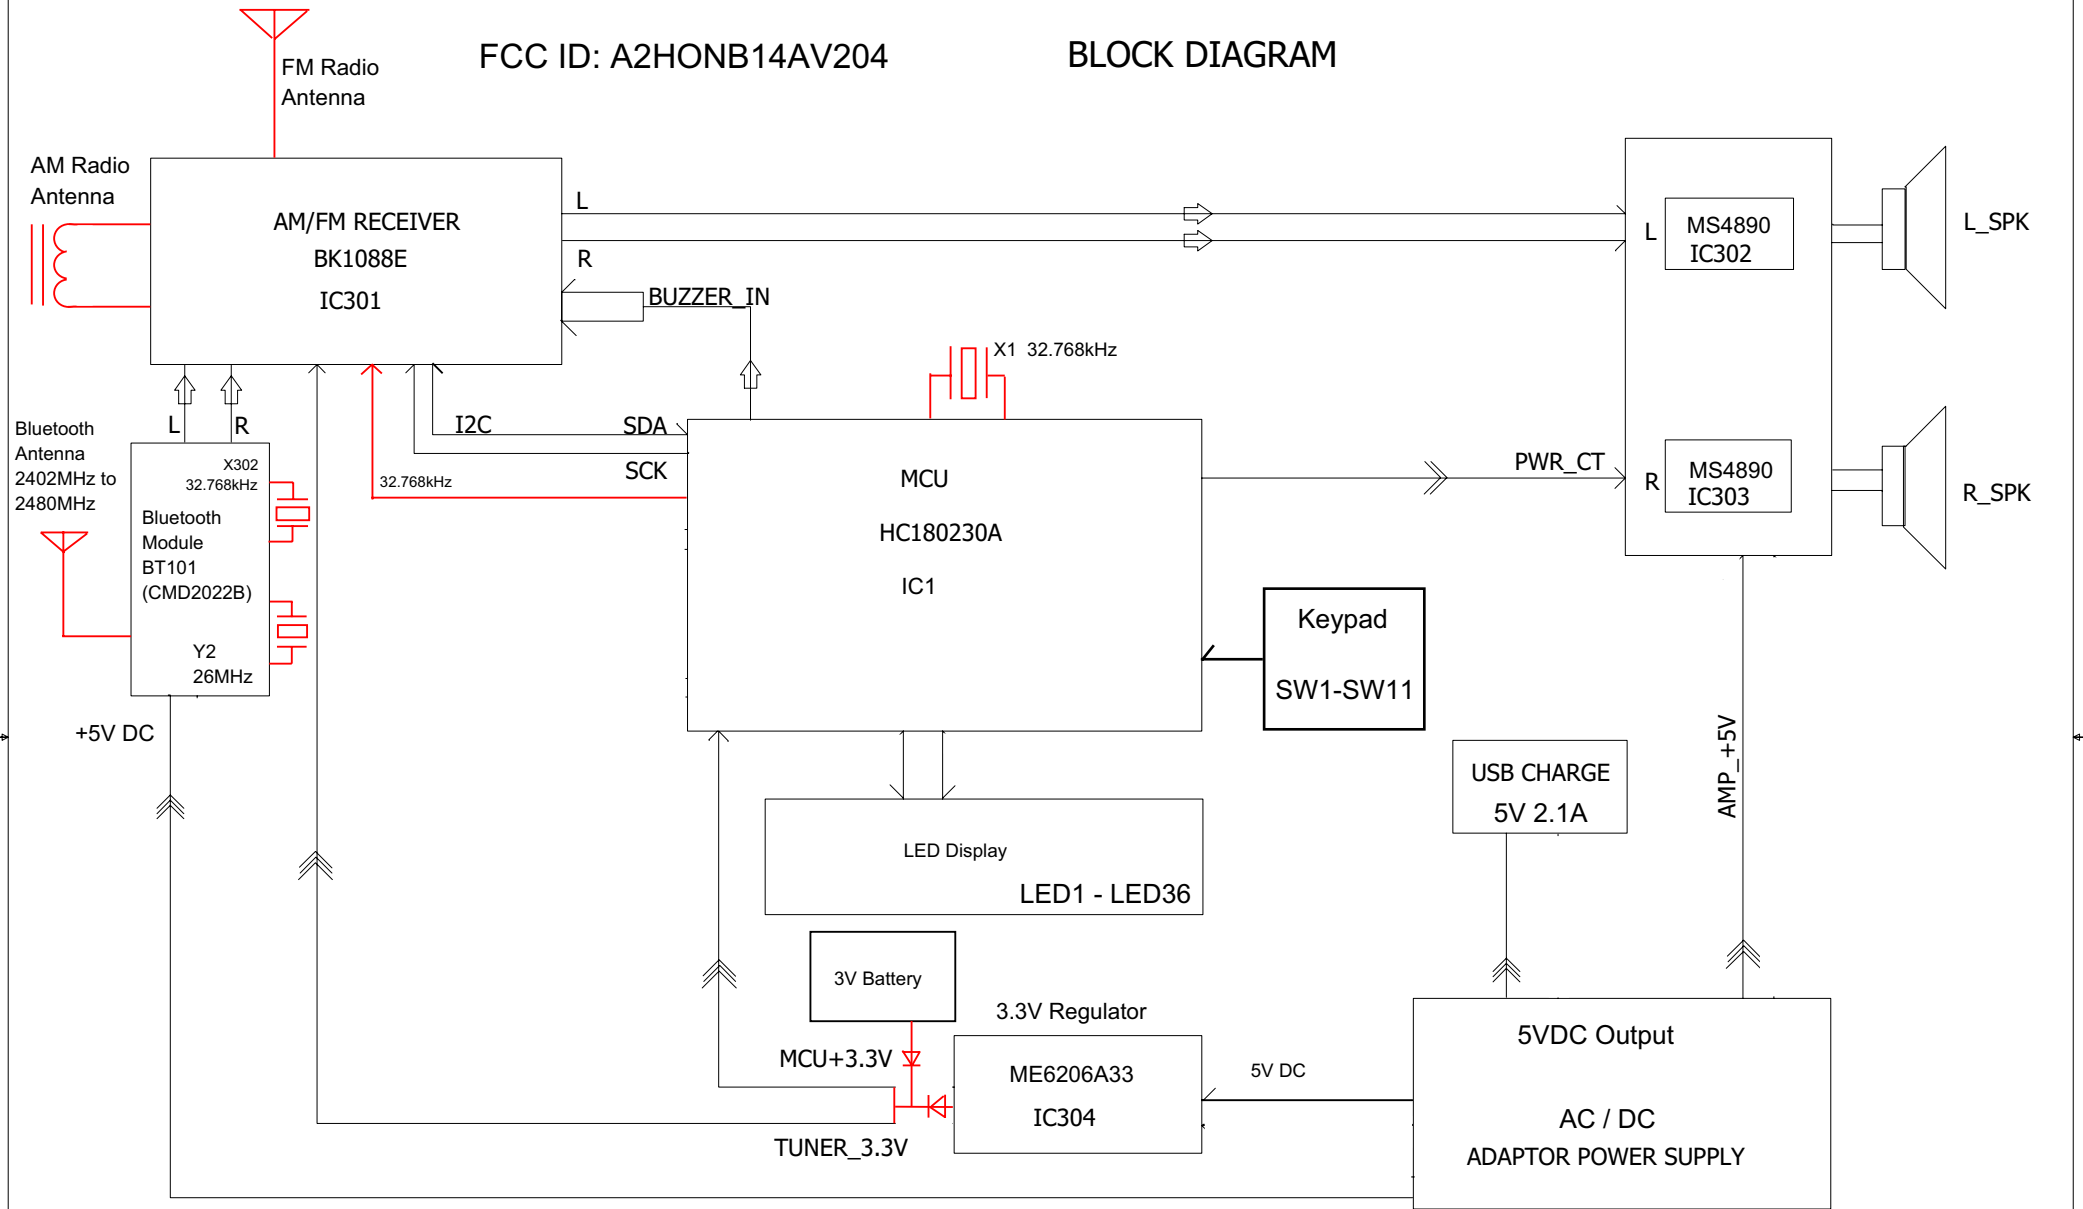 FCC ID: A2HONB14AV204
BLOCK DIAGRAM
FM Radio
Antenna
AM Radio
Antenna
AM/FM RECEIVER
BK1088E
IC301
L
R
BUZZER_IN
L
MS4890
IC302
L_SPK
X1 32.768kHz
L
R
I2C
SDA
SCK
32.768kHz
Bluetooth
Antenna
2402MHz to
2480MHz
X302
32.768kHz
Bluetooth
Module
BT101
(CMD2022B)
Y2
26MHz
MCU
HC180230A
IC1
PWR_CT
R
MS4890
IC303
R_SPK
Keypad
SW1-SW11
+5V DC
USB CHARGE
5V 2.1A
AMP_+5V
LED Display
LED1 - LED36
3V Battery
3.3V Regulator
MCU+3.3V
ME6206A33
IC304
5V DC
TUNER_3.3V
5VDC Output
AC / DC
ADAPTOR POWER SUPPLY